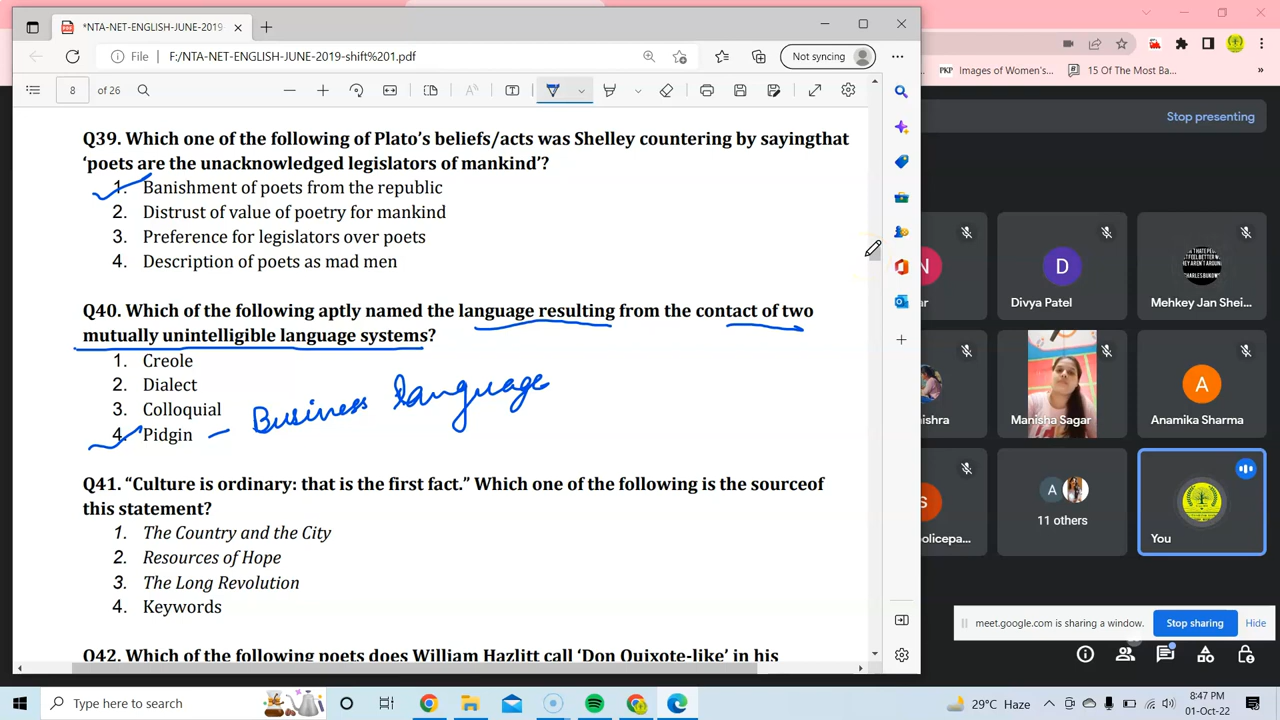 *NTA-NET-ENGLISH-JUNE-2019-
File
F:/NTA-NET-ENGLISH-JUNE-2019-shift%201.pdf
Not syncing
PKP Images of Women's...
15 Of The Most Ba...
8 of 26
Stop presenting
Q39. Which one of the following of Plato's beliefs/acts was Shelley countering by sayingthat
'poets are the unacknowledged legislators of mankind'?
1. Banishment of poets from the republic
2. Distrust of value of poetry for mankind
3. Preference for legislators over poets
4. Description of poets as mad men
Q40. Which of the following aptly named the language resulting from the contact of two
mutually unintelligible language systems?
1. Creole
2. Dialect
3. Colloquial
4. Pidgin – Business language
Q41. "Culture is ordinary: that is the first fact." Which one of the following is the sourceof
this statement?
1. The Country and the City
2. Resources of Hope
3. The Long Revolution
4. Keywords
Q42. Which of the following poets does William Hazlitt call 'Don Quixote-like' in his
N
ar
D
Divya Patel
Mehkey Jan Shei...
ishra
Manisha Sagar
A
Anamika Sharma
S
olicepa...
A
11 others
You
meet.google.com is sharing a window.
Stop sharing
Hide
Type here to search
29°C Haze
8:47 PM
01-Oct-22